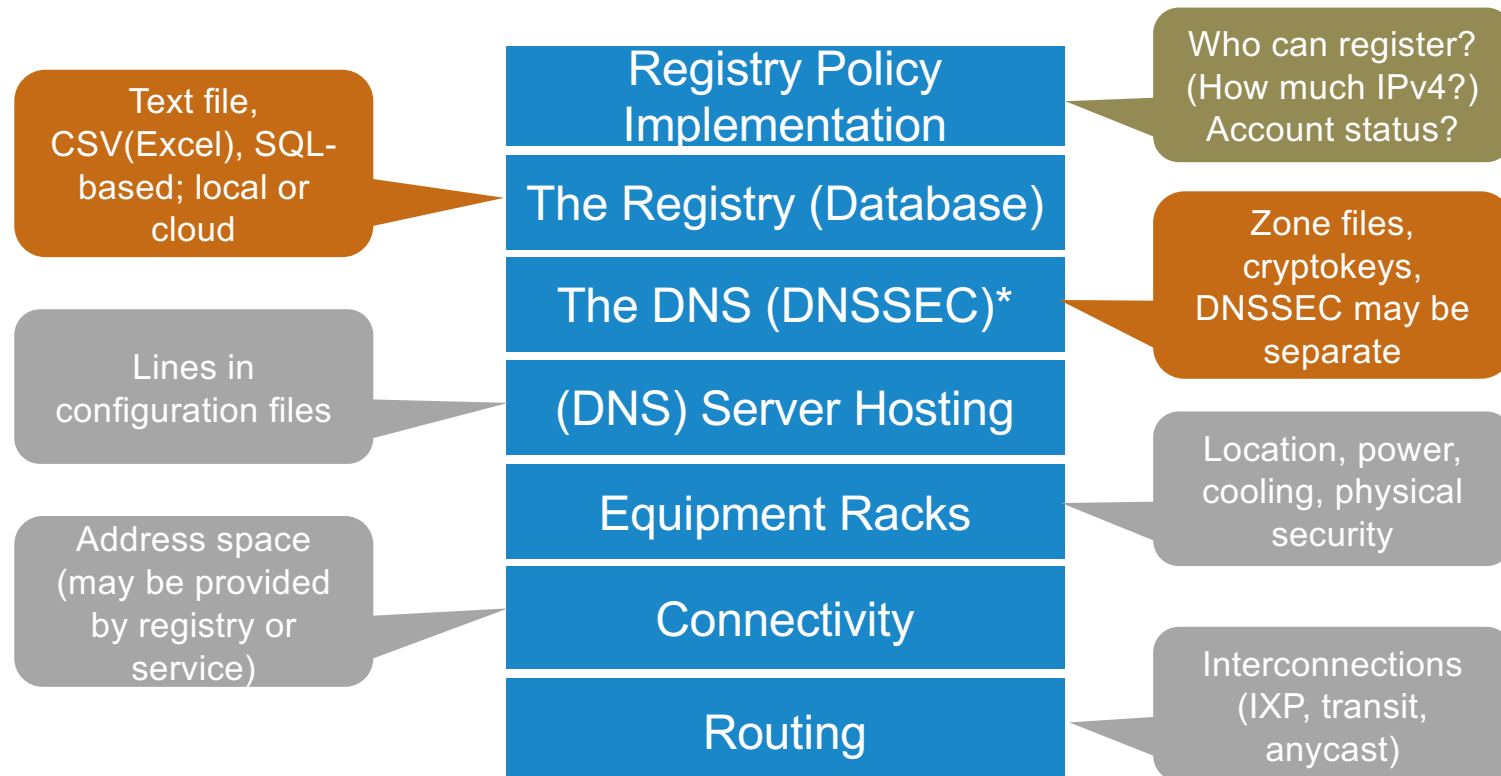 Registry Policy
Implementation
Who can register?
(How much IPv4?)
Account status?
Text file,
CSV(Excel), SQL-
based; local or
cloud
The Registry (Database)
The DNS (DNSSEC)*
Zone files,
cryptokeys,
DNSSEC may be
separate
Lines in
configuration files
(DNS) Server Hosting
Equipment Racks
Location, power,
cooling, physical
security
Address space
(may be provided
by registry or
service)
Connectivity
Routing
Interconnections
(IXP, transit,
anycast)